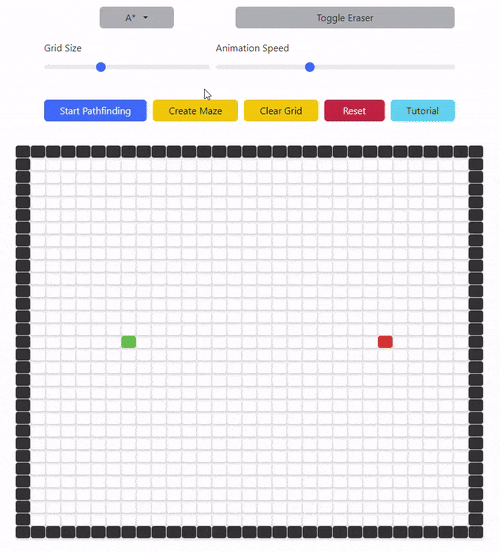 A*
Toggle Eraser
Grid Size
Animation Speed
Start Pathfinding
Create Maze
Clear Grid
Reset
Tutorial